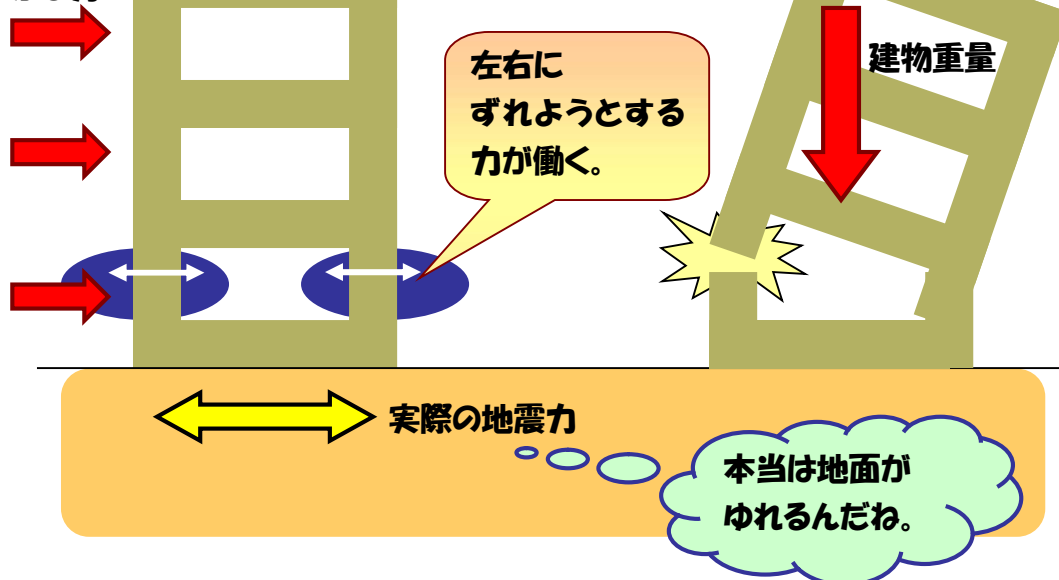 左右に
ずれようとする
力が働く。
建物重量
実際の地震力
本当は地面が
ゆれるんだね。